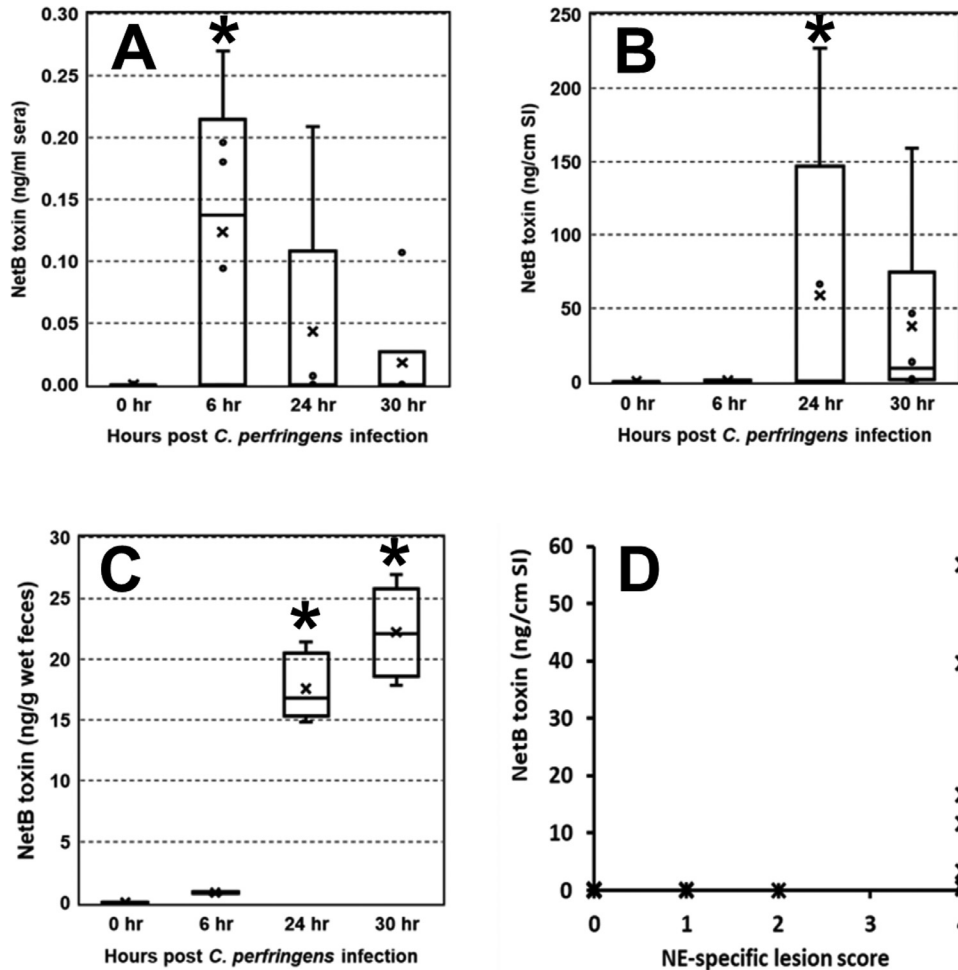 A
*
NetB toxin (ng/ml sera)
0.30
0.25
0.20
0.15
0.10
0.05
0.00
0 hr 6 hr 24 hr 30 hr
Hours post C. perfringens infection
B
*
NetB toxin (ng/cm SI)
250
200
150
100
50
0
0 hr 6 hr 24 hr 30 hr
Hours post C. perfringens infection
C
*
*
NetB toxin (ng/g wet feces)
30
25
20
15
10
5
0
0 hr 6 hr 24 hr 30 hr
Hours post C. perfringens infection
D
NetB toxin (ng/cm SI)
60
50
40
30
20
10
0
0 1 2 3
NE-specific lesion score